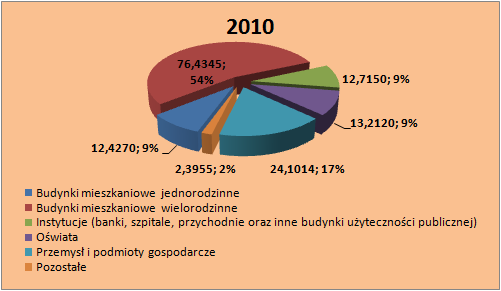 2010
76,4345;
54%
12,7150; 9%
13,2120; 9%
12,4270; 9%
2,3955; 2%
24,1014; 17%
Budynki mieszkaniowe jednorodzinne
Budynki mieszkaniowe wielorodzinne
Instytucje (banki, szpitale, przychodnie oraz inne budynki użyteczności publicznej)
Oświata
Przemysł i podmioty gospodarcze
Pozostałe